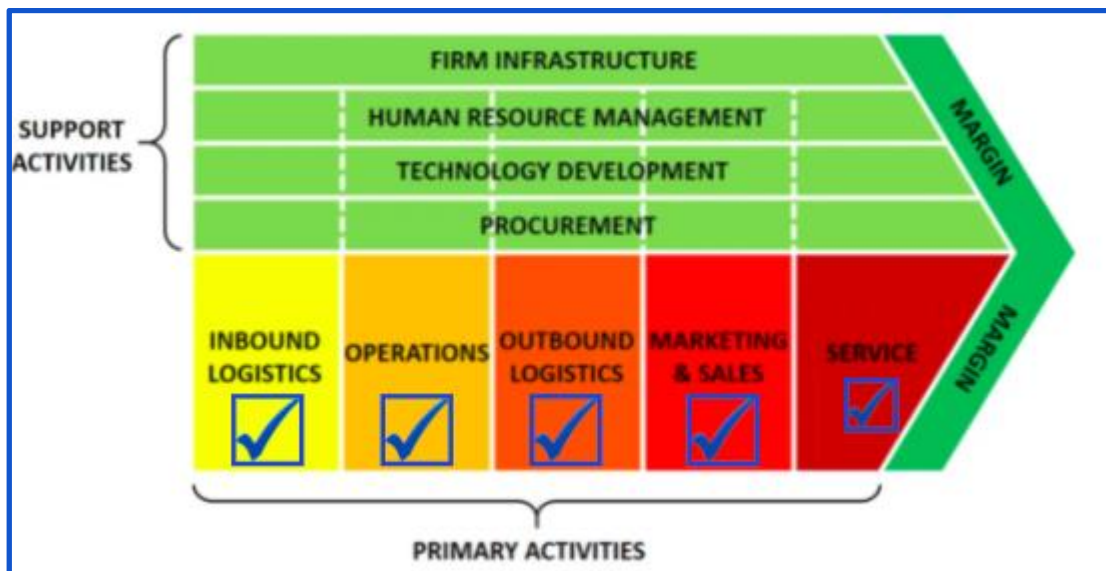 FIRM INFRASTRUCTURE
SUPPORT
ACTIVITIES
HUMAN RESOURCE MANAGEMENT
TECHNOLOGY DEVELOPMENT
PROCUREMENT
MARGIN
INBOUND
LOGISTICS
OPERATIONS
OUTBOUND
LOGISTICS
MARKETING
& SALES
SERVICE
MARGIN
PRIMARY ACTIVITIES